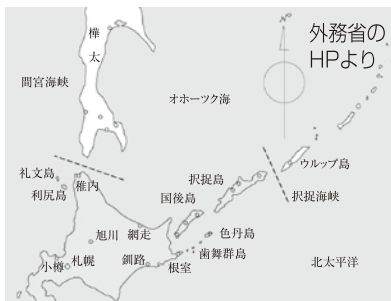 外務省の
HPより
樺太
間宮海峡
オホーツク海
礼文島
利尻島
稚内
択捉島
国後島
ウルップ島
択捉海峡
旭川
網走
色丹島
歯舞群島
小樽
札幌
釧路
根室
北太平洋
N